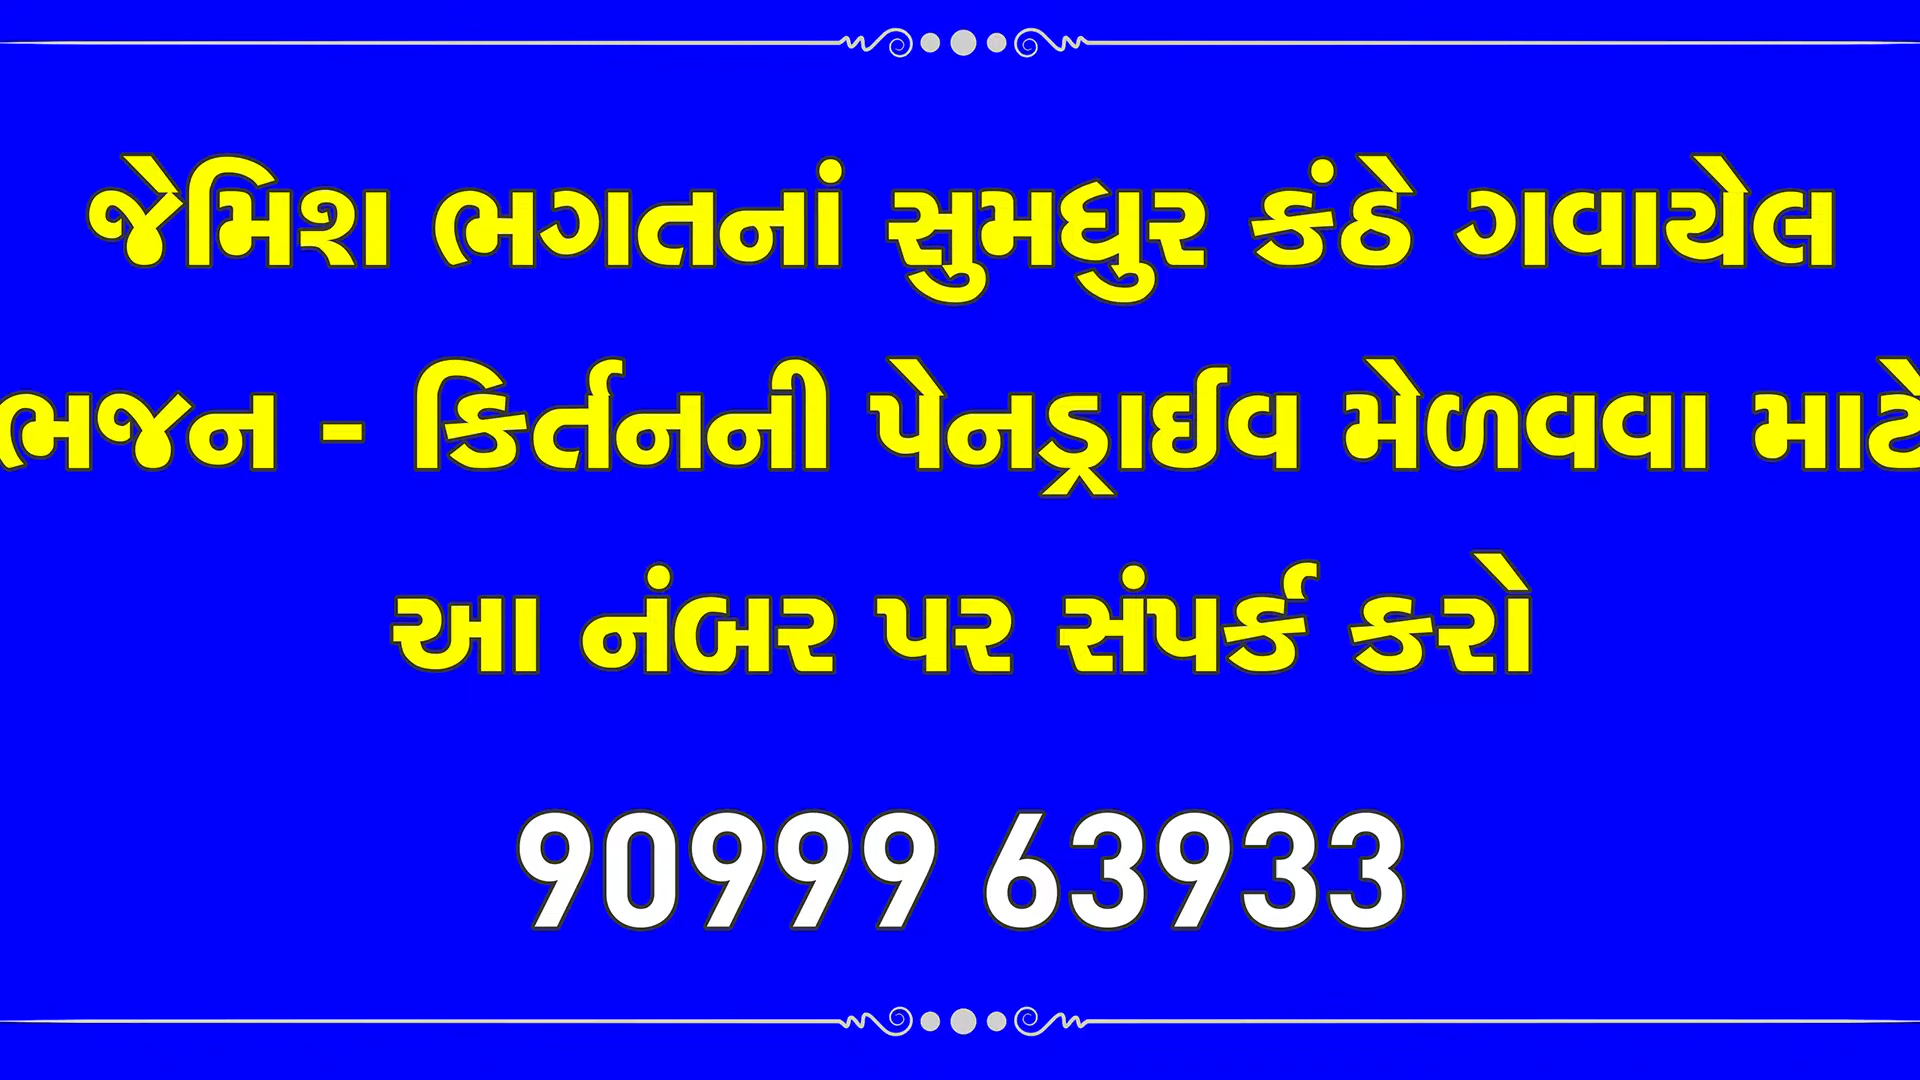 જેમિશ ભગતનાં સુમધુર કંઠે ગવાયેલ
ભજન - કિર્તનની પેનડ્રાઈવ મેળવવા માટે
આ નંબર પર સંપર્ક કરો
90999 63933